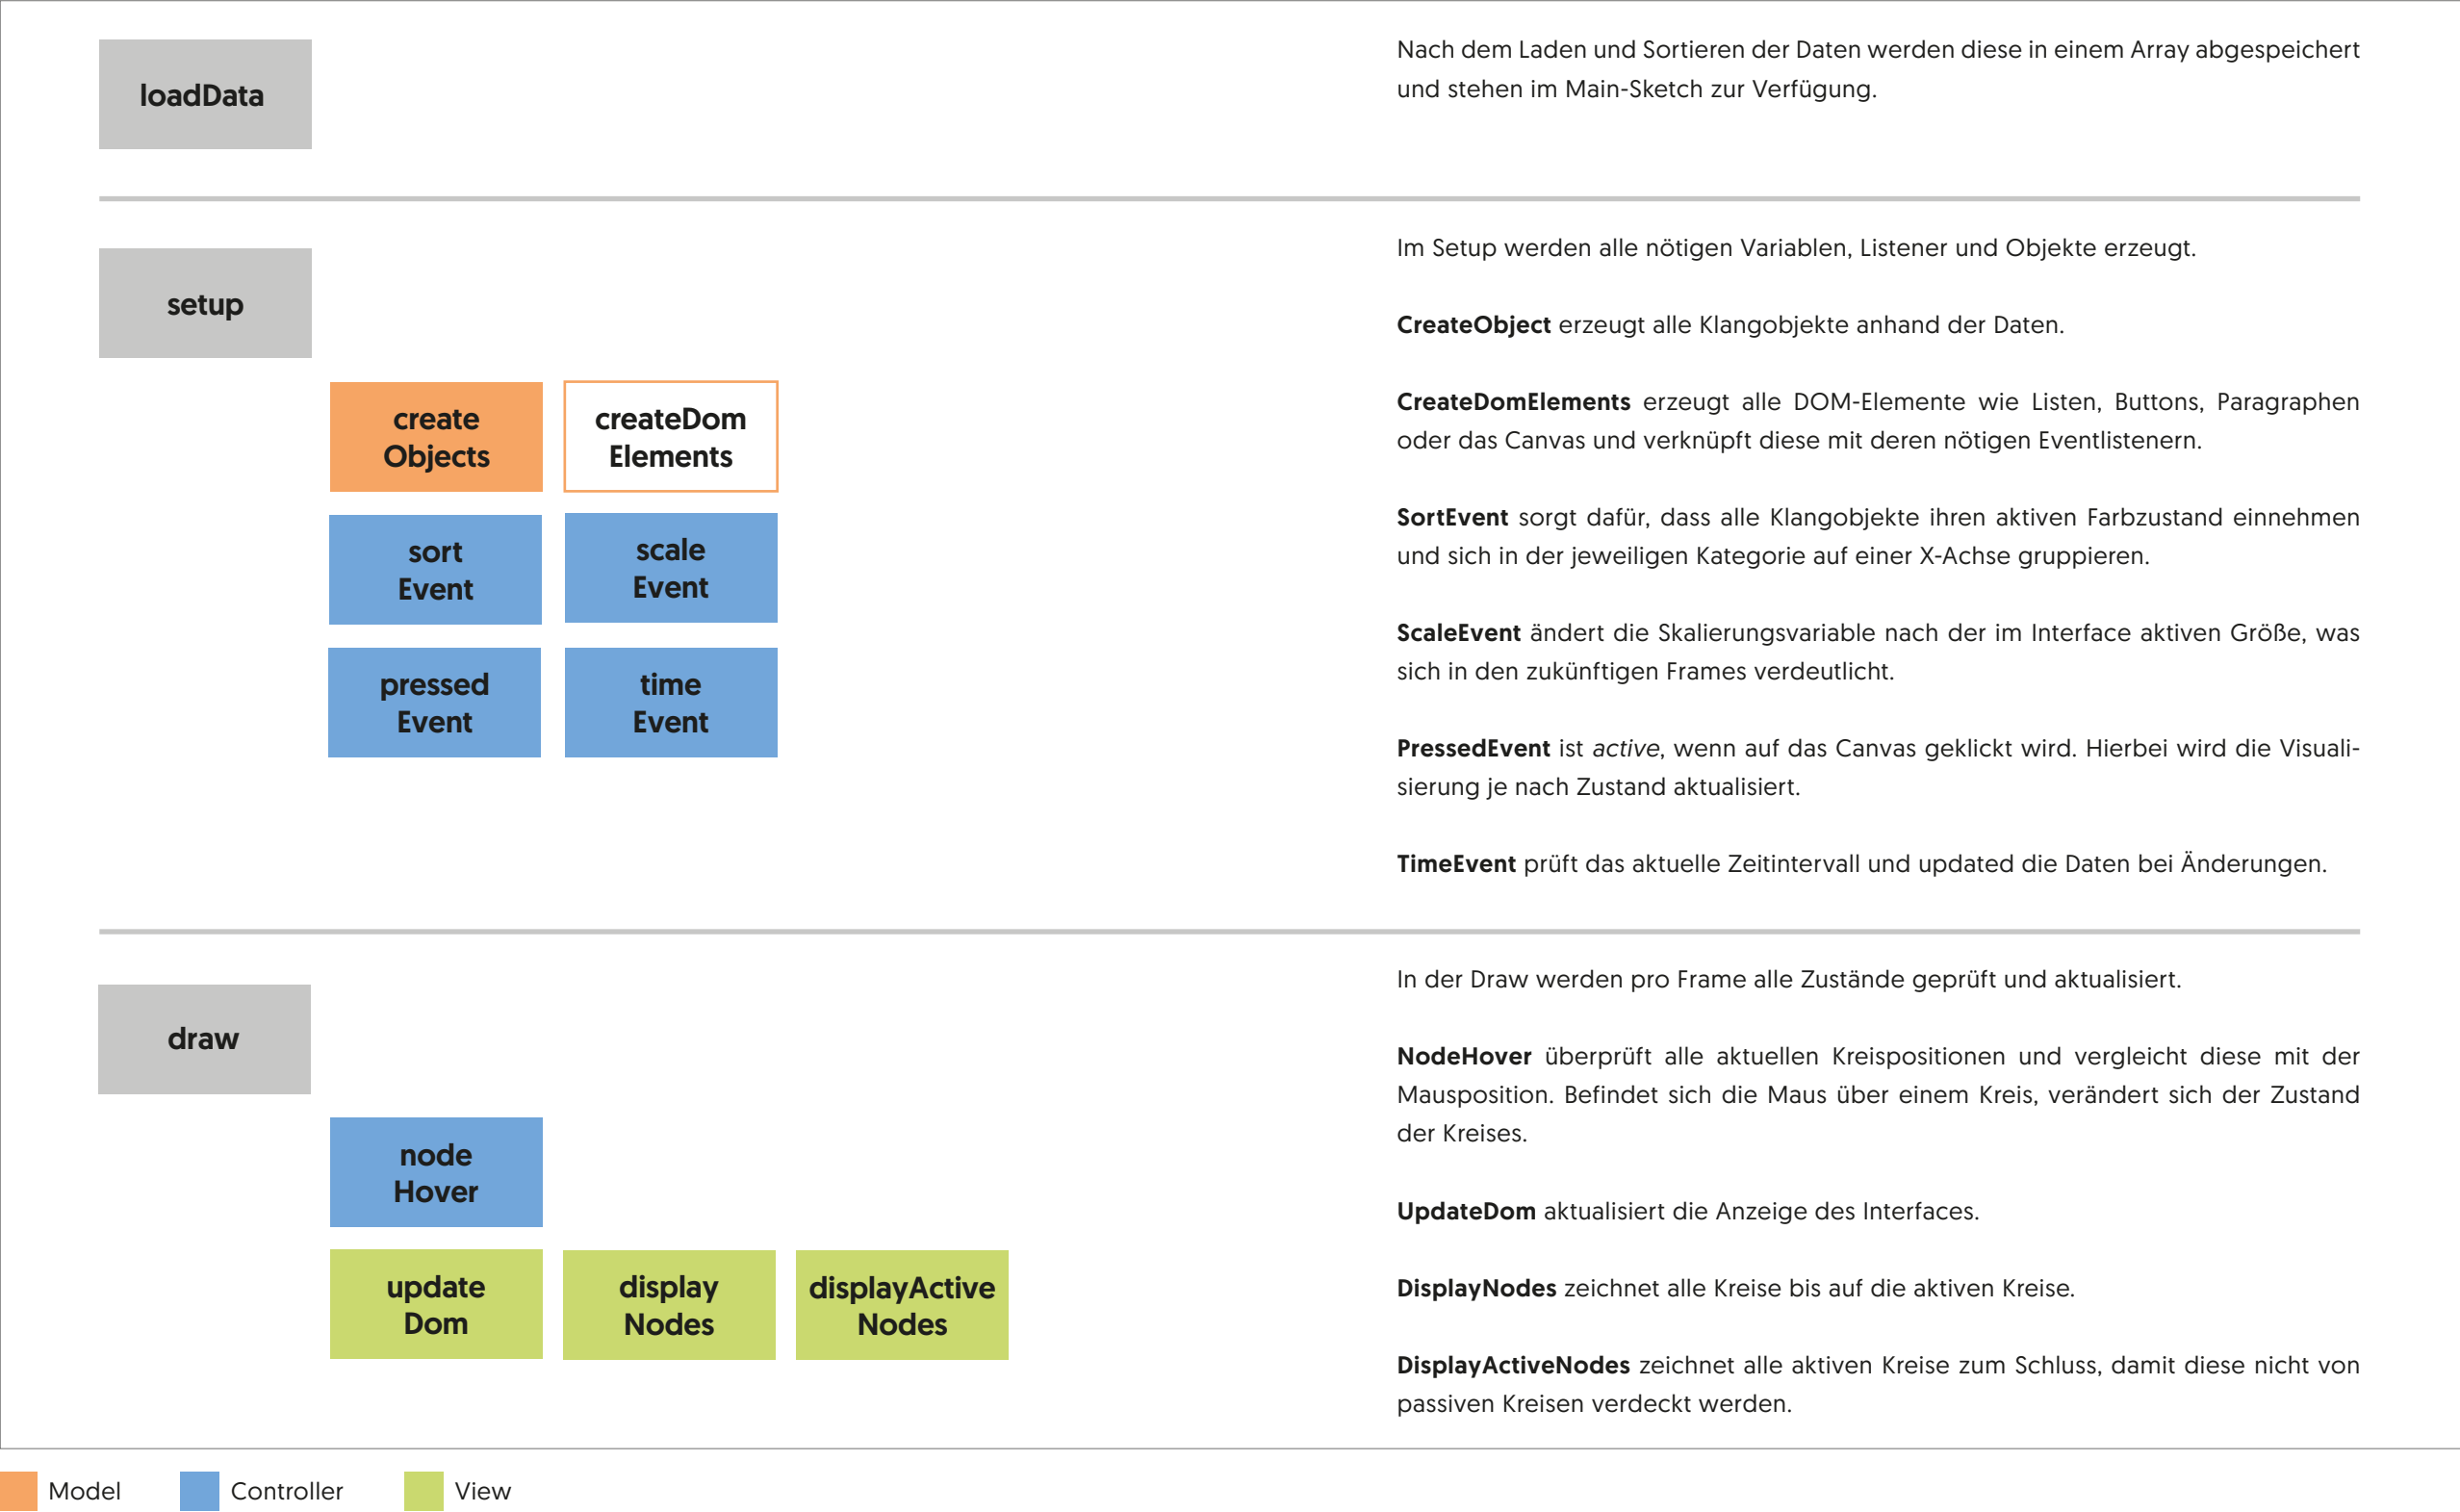 loadData
Nach dem Laden und Sortieren der Daten werden diese in einem Array abgespeichert
und stehen im Main-Sketch zur Verfügung.
setup
Im Setup werden alle nötigen Variablen, Listener und Objekte erzeugt.
CreateObject erzeugt alle Klangobjekte anhand der Daten.
create
Objects
createDom
Elements
CreateDomElements erzeugt alle DOM-Elemente wie Listen, Buttons, Paragraphen
oder das Canvas und verknüpft diese mit deren nötigen Eventlistenern.
sort
Event
scale
Event
SortEvent sorgt dafür, dass alle Klangobjekte ihren aktiven Farbzustand einnehmen
und sich in der jeweiligen Kategorie auf einer X-Achse gruppieren.
ScaleEvent ändert die Skalierungsvariable nach der im Interface aktiven Größe, was
sich in den zukünftigen Frames verdeutlicht.
pressed
Event
time
Event
PressedEvent ist active, wenn auf das Canvas geklickt wird. Hierbei wird die Visuali-
sierung je nach Zustand aktualisiert.
TimeEvent prüft das aktuelle Zeitintervall und updated die Daten bei Änderungen.
draw
In der Draw werden pro Frame alle Zustände geprüft und aktualisiert.
NodeHover überprüft alle aktuellen Kreispositionen und vergleicht diese mit der
Mausposition. Befindet sich die Maus über einem Kreis, verändert sich der Zustand
der Kreises.
node
Hover
UpdateDom aktualisiert die Anzeige des Interfaces.
update
Dom
display
Nodes
displayActive
Nodes
DisplayNodes zeichnet alle Kreise bis auf die aktiven Kreise.
DisplayActiveNodes zeichnet alle aktiven Kreise zum Schluss, damit diese nicht von
passiven Kreisen verdeckt werden.
Model
Controller
View